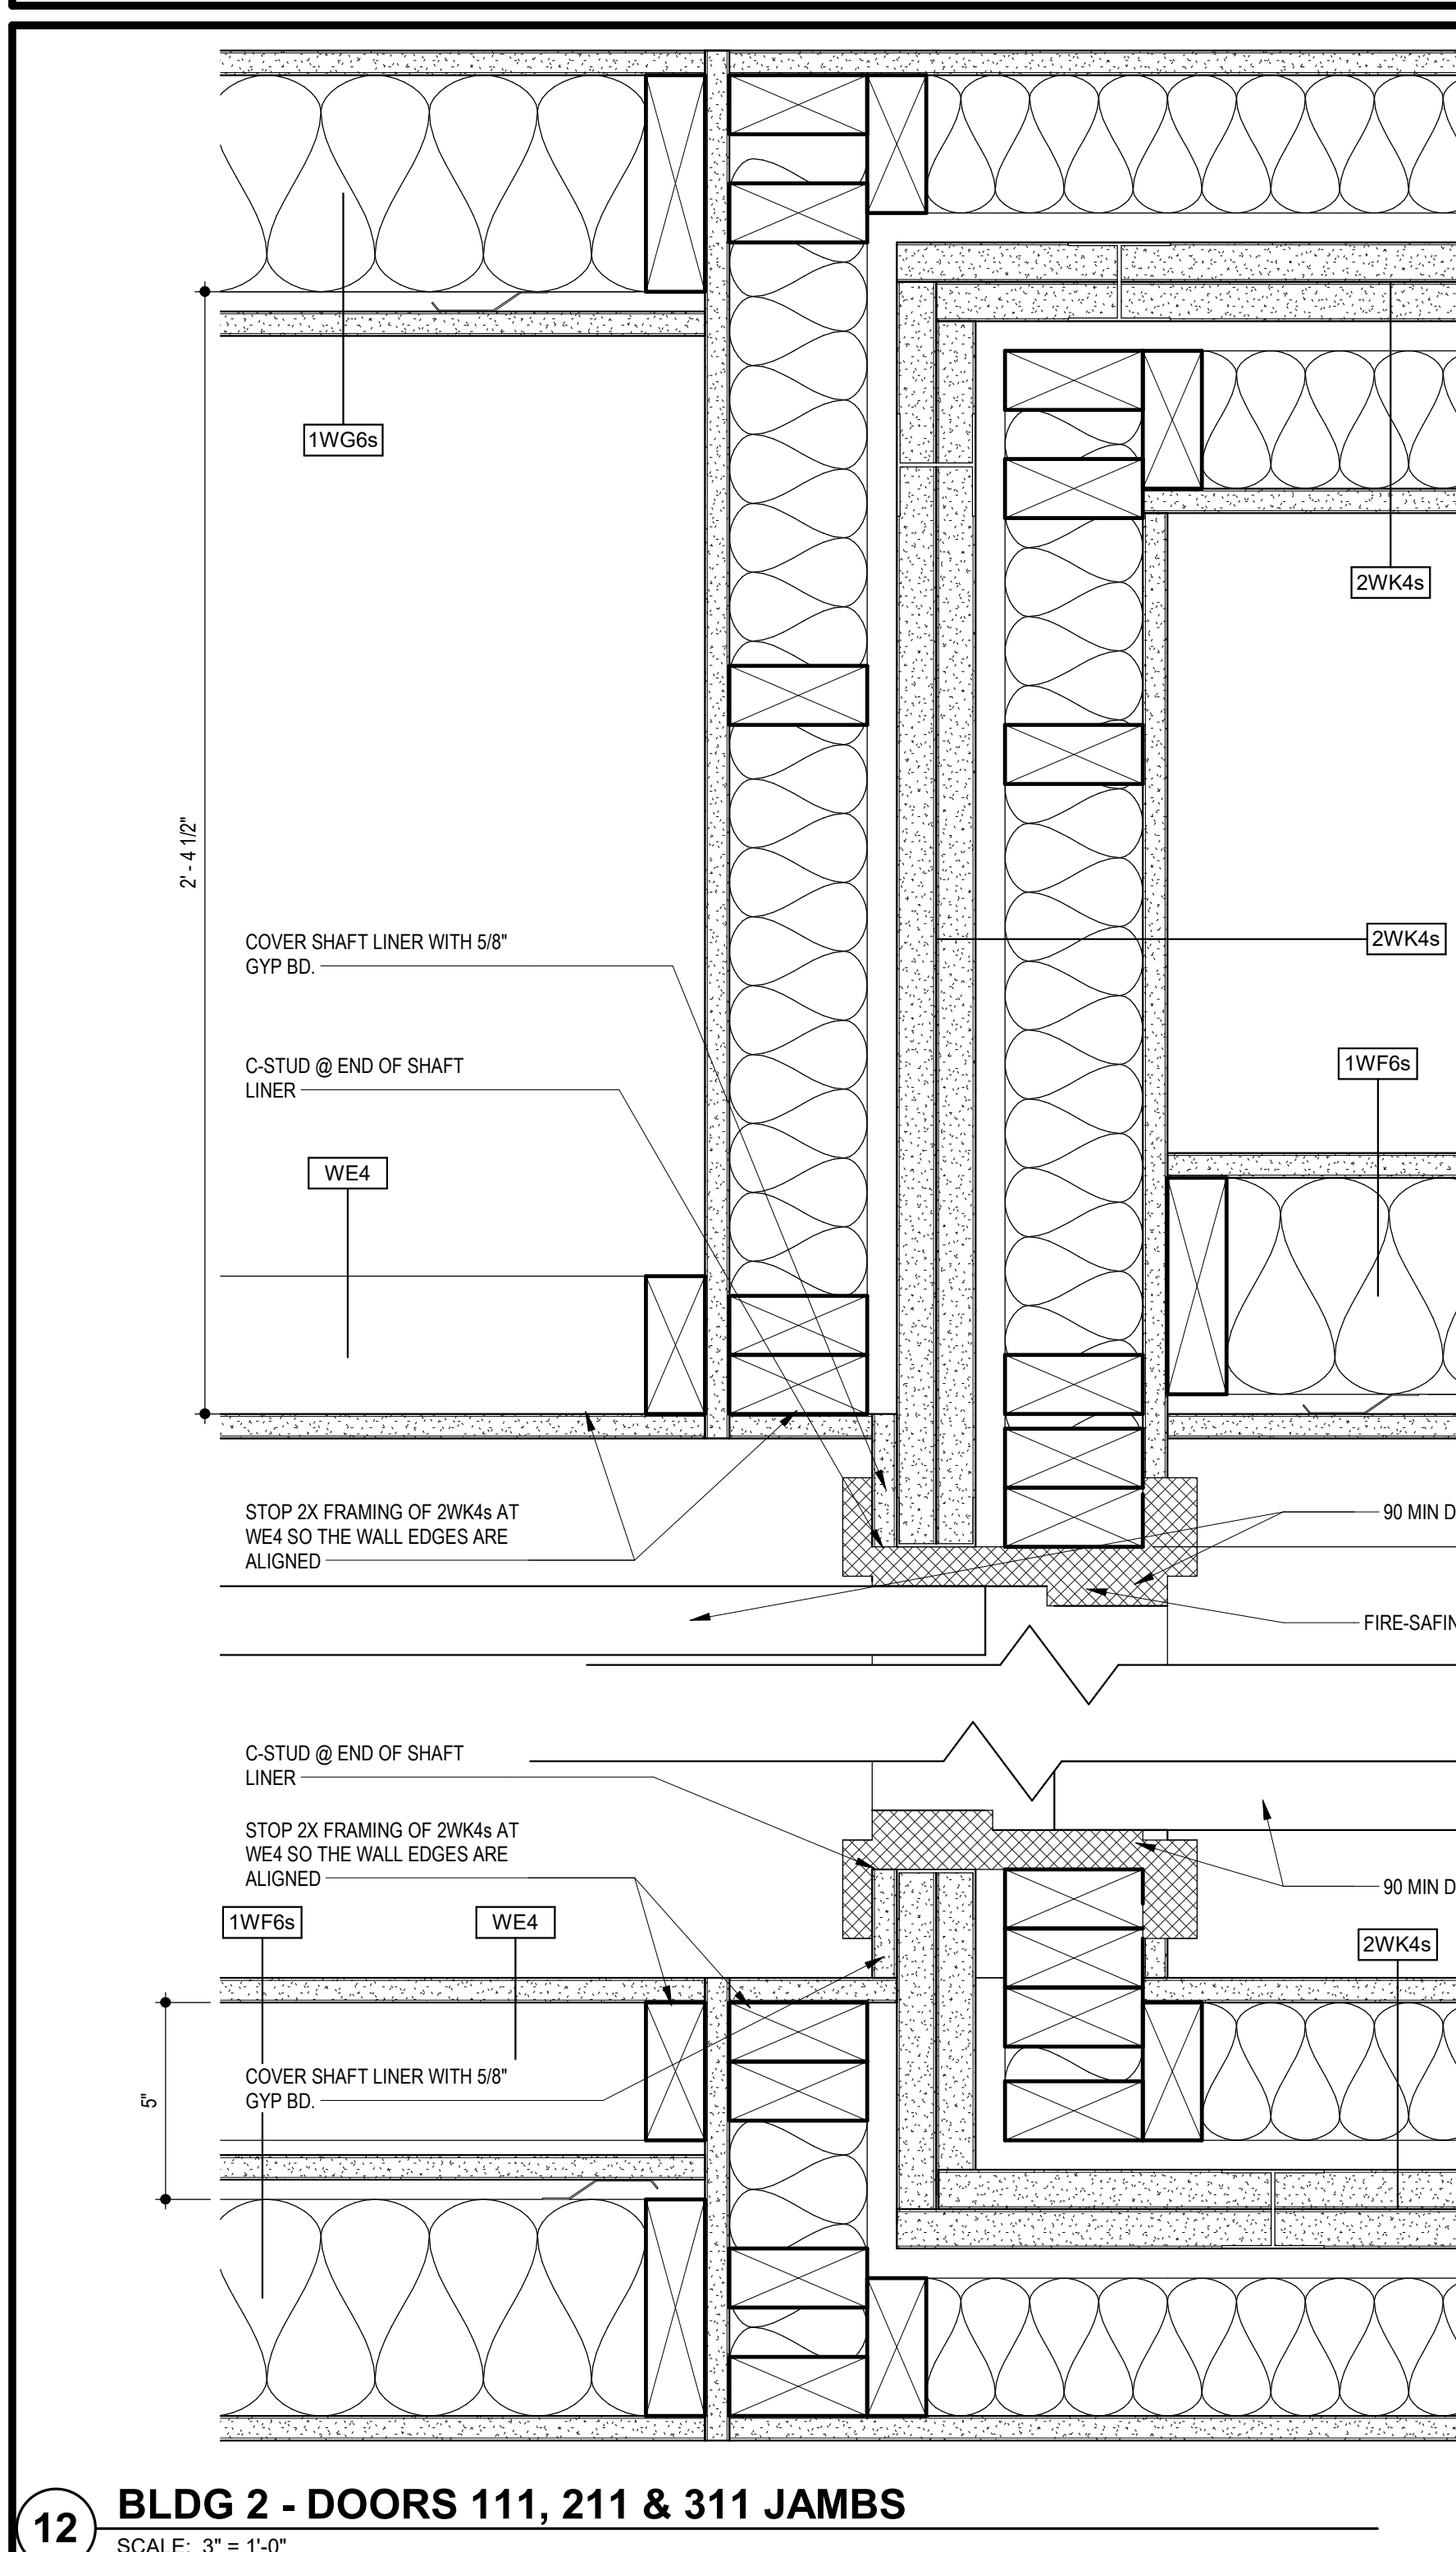 1WG6s
2WK4s
2' - 4 1/2"
COVER SHAFT LINER WITH 5/8"
GYP BD.
2WK4s
C-STUD @ END OF SHAFT
LINER
1WF6s
WE4
STOP 2X FRAMING OF 2WK4s AT
WE4 SO THE WALL EDGES ARE
ALIGNED
90 MIN D
FIRE-SAFIN
C-STUD @ END OF SHAFT
LINER
STOP 2X FRAMING OF 2WK4s AT
WE4 SO THE WALL EDGES ARE
ALIGNED
90 MIN D
1WF6s
WE4
2WK4s
COVER SHAFT LINER WITH 5/8"
GYP BD.
5"
12
BLDG 2 - DOORS 111, 211 & 311 JAMBS
SCALE: 3" = 1'-0"